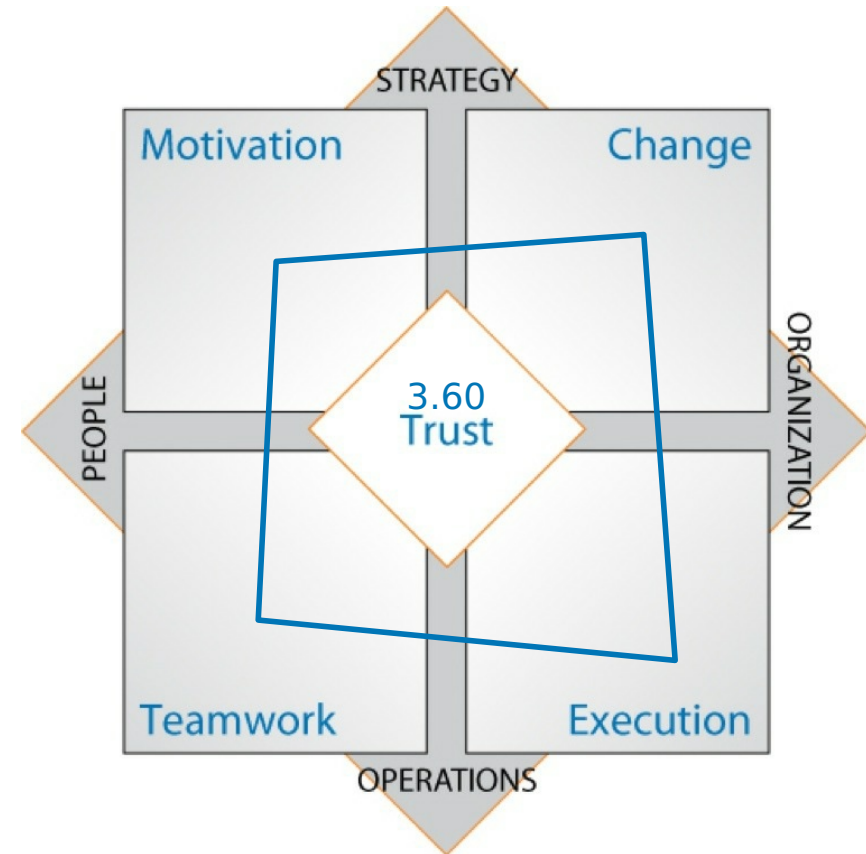 STRATEGY
Motivation
Change
PEOPLE
3.60
Trust
ORGANIZATION
Teamwork
Execution
OPERATIONS